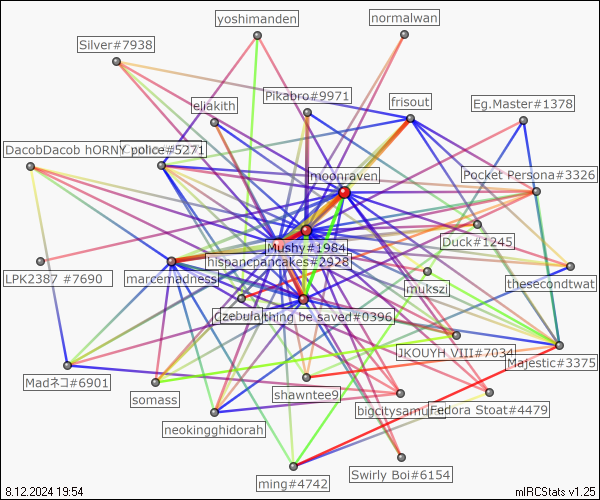 yoshimanden
normalwan
Silver#7938
Pikabro#9971
frisout
eliakith
Eg.Master#1378
DacobDacob hORNY police#5271
moonraven
Pocket Persona#3326
Mushy#1984
Duck#1245
hispancpancakes#2928
LPK2387 #7690
marcemadness
mukszi
thesecondtwat
Czebula
thing be saved#0396
JKOUYH VIII#7034
Majestic#3375
Madネコ#6901
somass
shawntee9
bigcitysamurai
Fedora Stoat#4479
neokingghidorah
Swirly Boi#6154
ming#4742
8.12.2024 19:54
mIRCStats v1.25